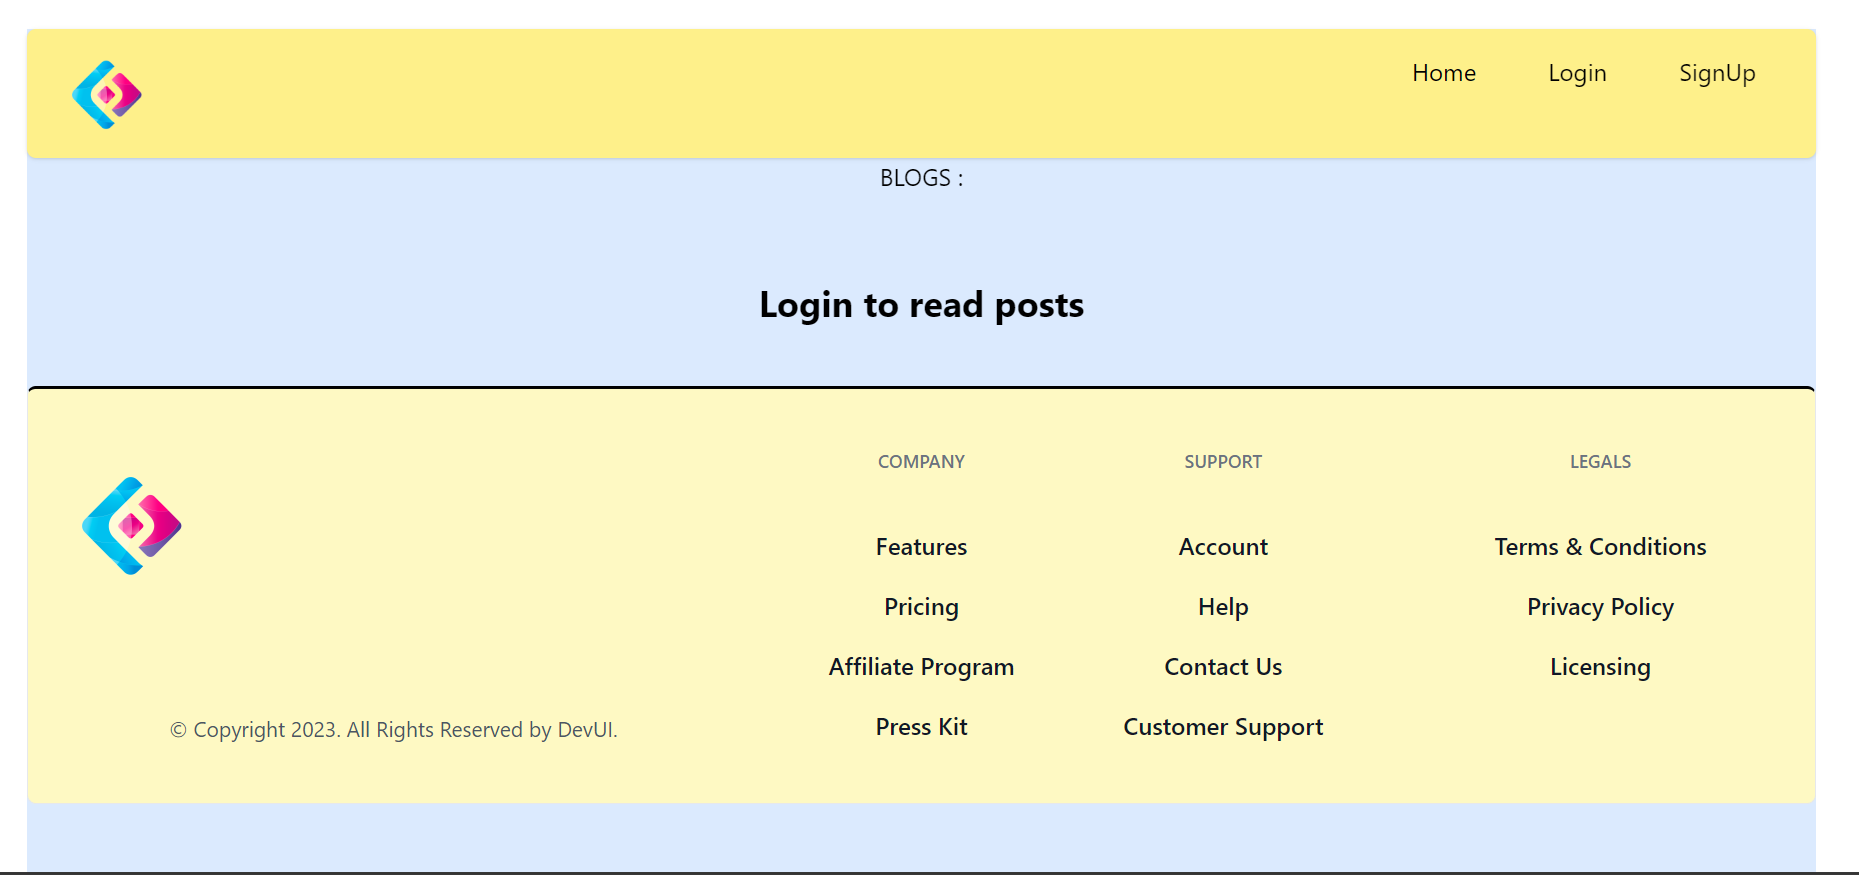 Home Login SignUp
BLOGS :
Login to read posts
COMPANY
Features
Pricing
Affiliate Program
Press Kit
SUPPORT
Account
Help
Contact Us
Customer Support
LEGALS
Terms & Conditions
Privacy Policy
Licensing
© Copyright 2023. All Rights Reserved by DevUI.